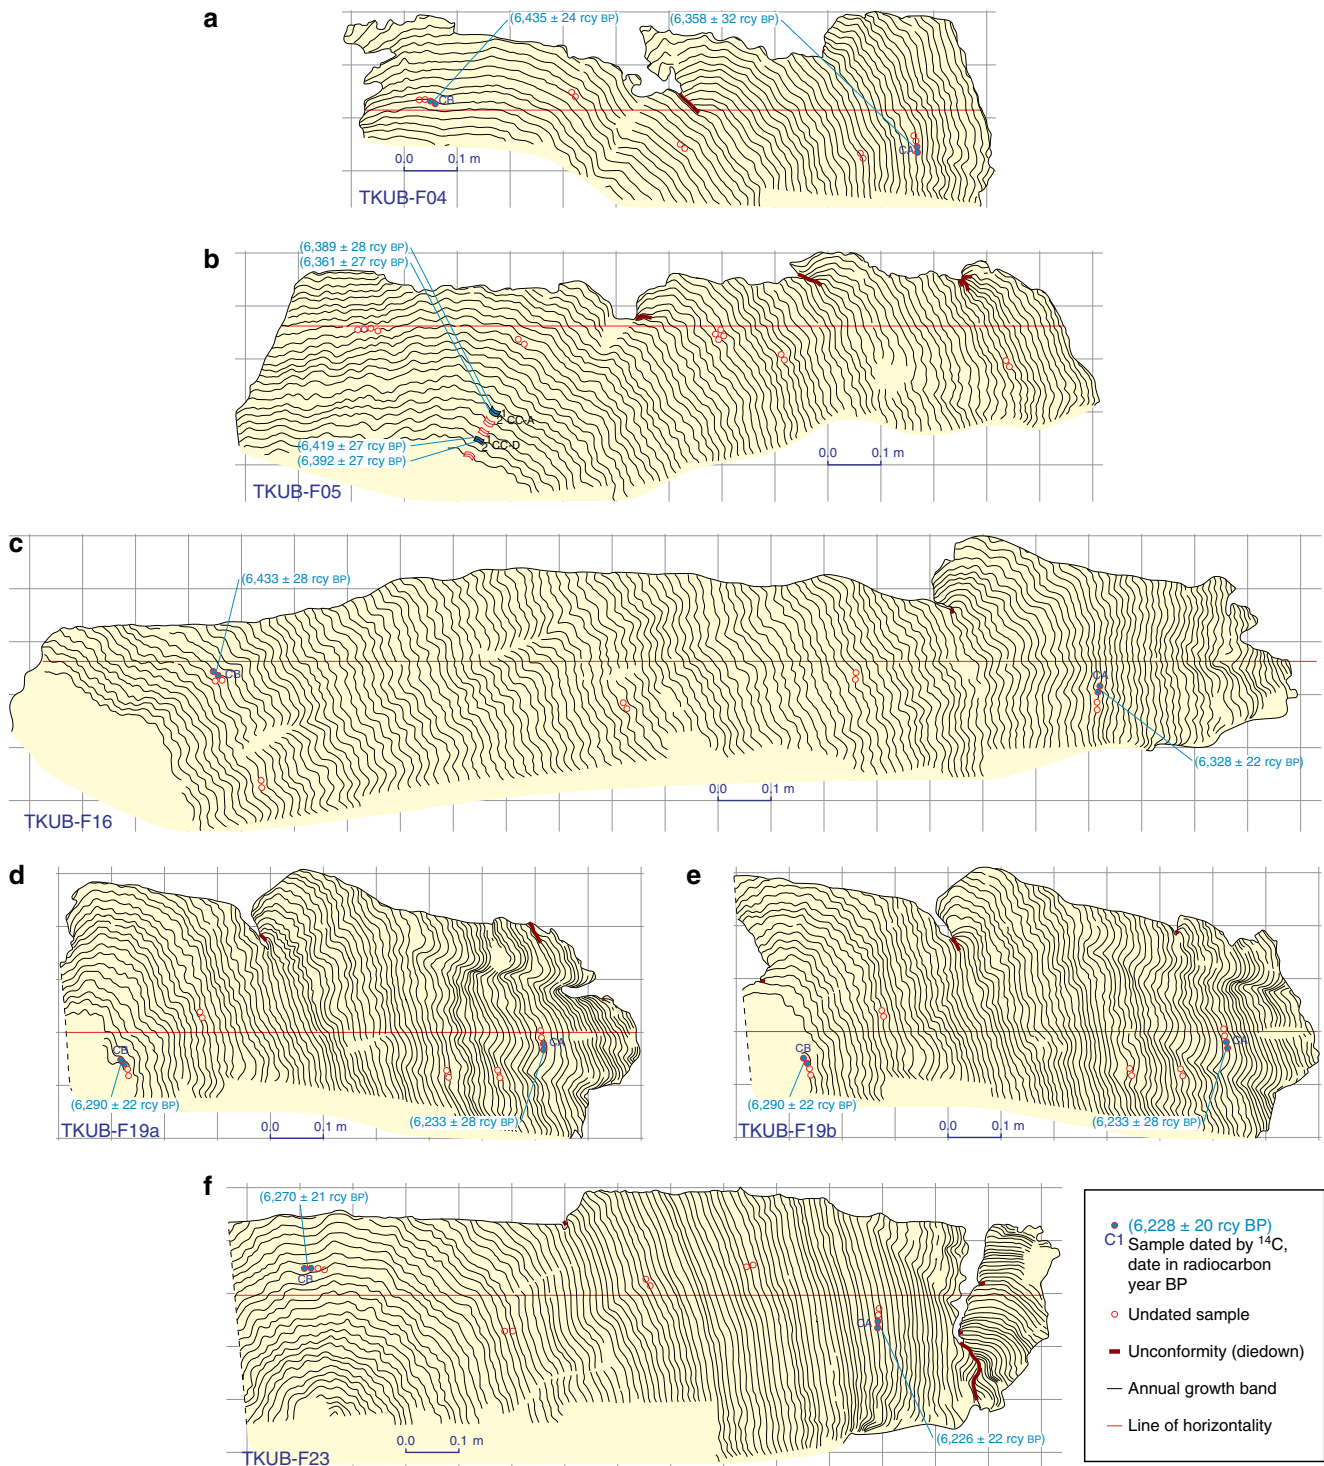 a
(6,435 ± 24 rcy BP)
(6,358 ± 32 rcy BP)
CB
CA
0.0 0.1 m
TKUB-F04
b
(6,389 ± 28 rcy BP)
(6,361 ± 27 rcy BP)
1
2 CC-A
1
2 CC-D
(6,419 ± 27 rcy BP)
(6,392 ± 27 rcy BP)
0.0 0.1 m
TKUB-F05
c
(6,433 ± 28 rcy BP)
CB
CA
(6,328 ± 22 rcy BP)
0.0 0.1 m
TKUB-F16
d
CB
CA
(6,290 ± 22 rcy BP)
(6,233 ± 28 rcy BP)
TKUB-F19a
0.0 0.1 m
e
CB
CA
(6,290 ± 22 rcy BP)
(6,233 ± 28 rcy BP)
TKUB-F19b
0.0 0.1 m
f
(6,270 ± 21 rcy BP)
CB
CA
(6,226 ± 22 rcy BP)
0.0 0.1 m
TKUB-F23
(6,228 ± 20 rcy BP)
C1 Sample dated by ¹⁴C,
date in radiocarbon
year BP
Undated sample
Unconformity (diedown)
Annual growth band
Line of horizontality